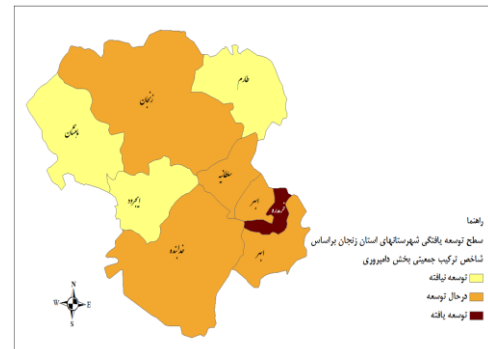 طارم
زنجان
ماهنشان
سلطانیه
ابهر
خرمدره
ایجرود
خدابنده
ابهر
راهنما
سطح توسعه یافتگی شهرستانهای استان زنجان براساس
شاخص ترکیب جمعیتی بخش دامپروری
توسعه نیافته
درحال توسعه
توسعه یافته
N
W E
S